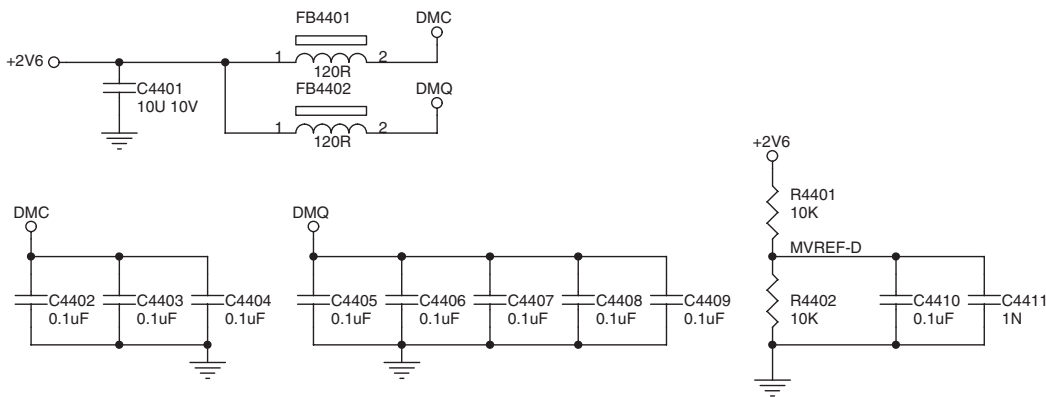 FB4401
DMC
+2V6
1
2
120R
C4401
10U 10V
FB4402
DMQ
1
2
120R
+2V6
R4401
10K
DMC
DMQ
MVREF-D
C4402
0.1uF
C4403
0.1uF
C4404
0.1uF
C4405
0.1uF
C4406
0.1uF
C4407
0.1uF
C4408
0.1uF
C4409
0.1uF
R4402
10K
C4410
0.1uF
C4411
1N